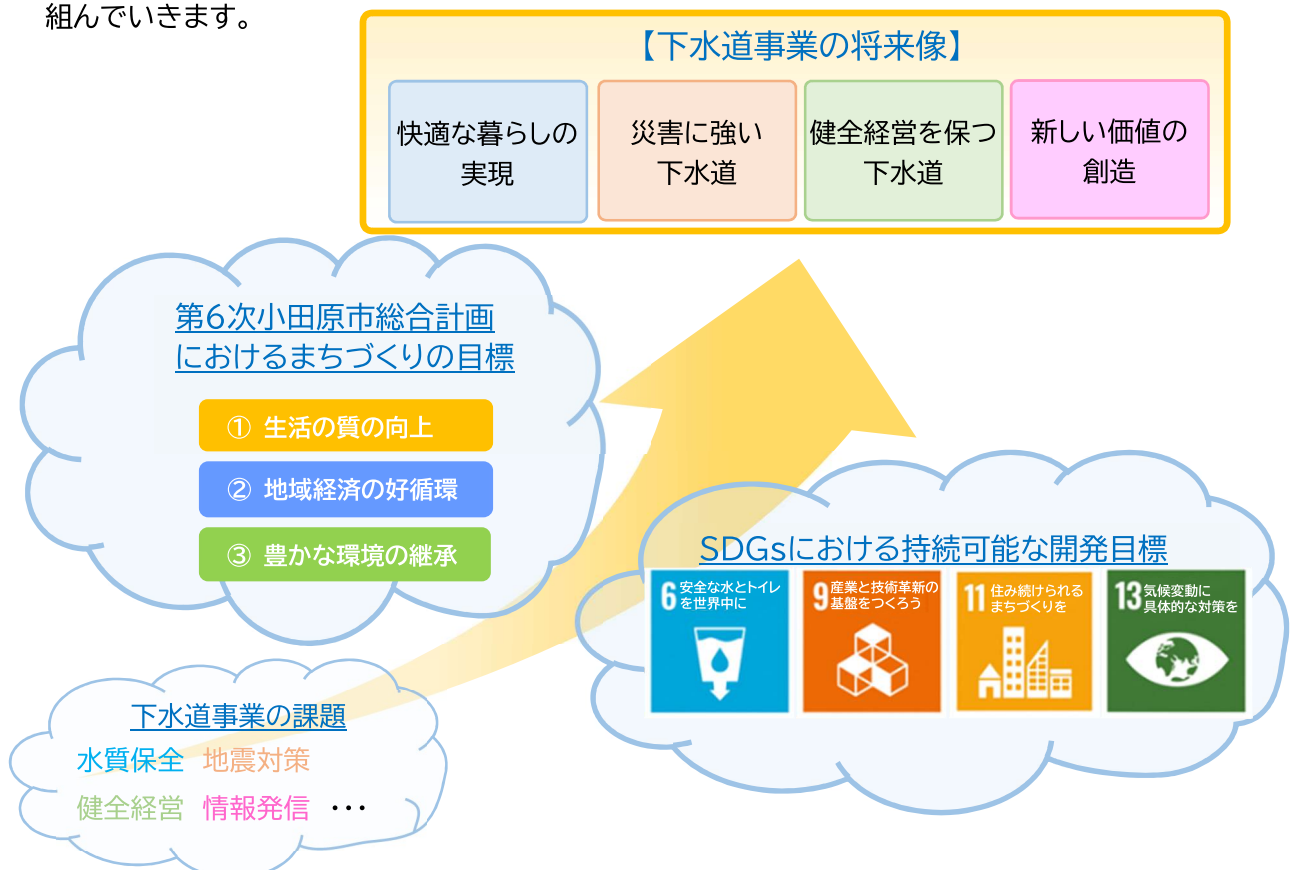 組んでいきます。
【下水道事業の将来像】
快適な暮らしの
実現
災害に強い
下水道
健全経営を保つ
下水道
新しい価値の
創造
第6次小田原市総合計画
におけるまちづくりの目標
① 生活の質の向上
② 地域経済の好循環
③ 豊かな環境の継承
SDGsにおける持続可能な開発目標
6 安全な水とトイレ
を世界中に
9 産業と技術革新の
基盤をつくろう
11 住み続けられる
まちづくりを
13 気候変動に
具体的な対策を
下水道事業の課題
水質保全 地震対策
健全経営 情報発信 ・・・